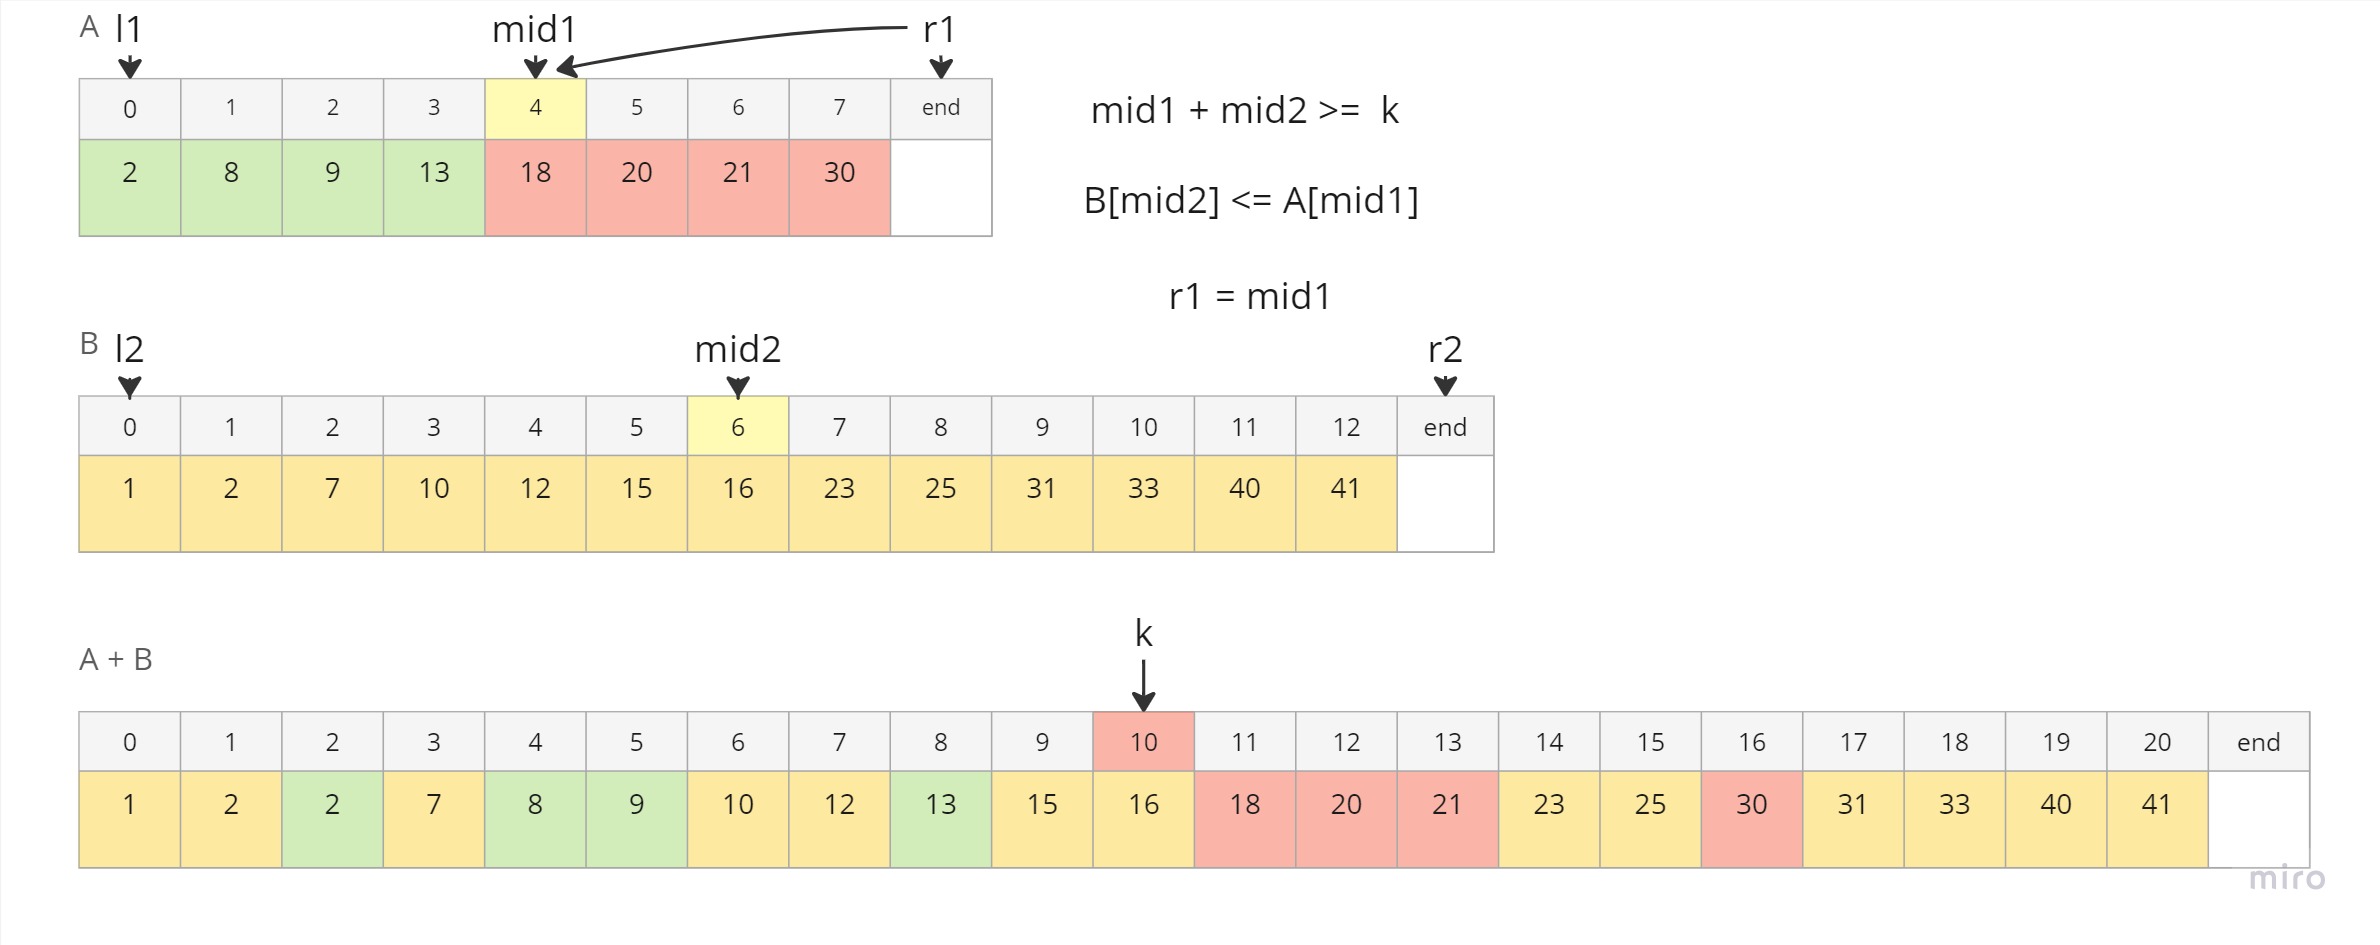 A l1 mid1 r1
0 1 2 3 4 5 6 7 end
2 8 9 13 18 20 21 30
mid1 + mid2 >= k
B[mid2] <= A[mid1]
r1 = mid1
B l2 mid2 r2
0 1 2 3 4 5 6 7 8 9 10 11 12 end
1 2 7 10 12 15 16 23 25 31 33 40 41
k
A + B
0 1 2 3 4 5 6 7 8 9 10 11 12 13 14 15 16 17 18 19 20 end
1 2 2 7 8 9 10 12 13 15 16 18 20 21 23 25 30 31 33 40 41
miro